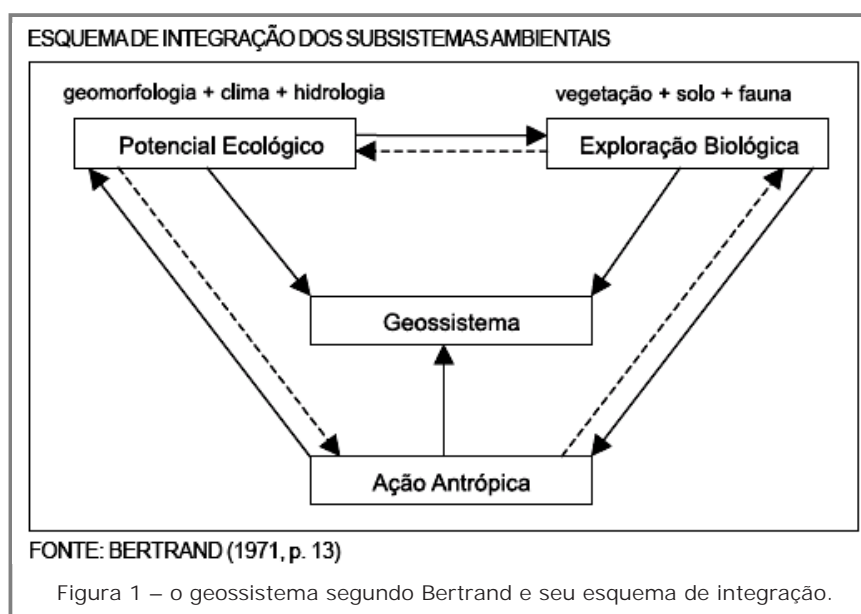 ESQUEMA DE INTEGRAÇÃO DOS SUBSISTEMAS AMBIENTAIS
geomorfologia + clima + hidrologia
vegetação + solo + fauna
Potencial Ecológico
Exploração Biológica
Geossistema
Ação Antrópica
FONTE: BERTRAND (1971, p. 13)
Figura 1 – o geossistema segundo Bertrand e seu esquema de integração.